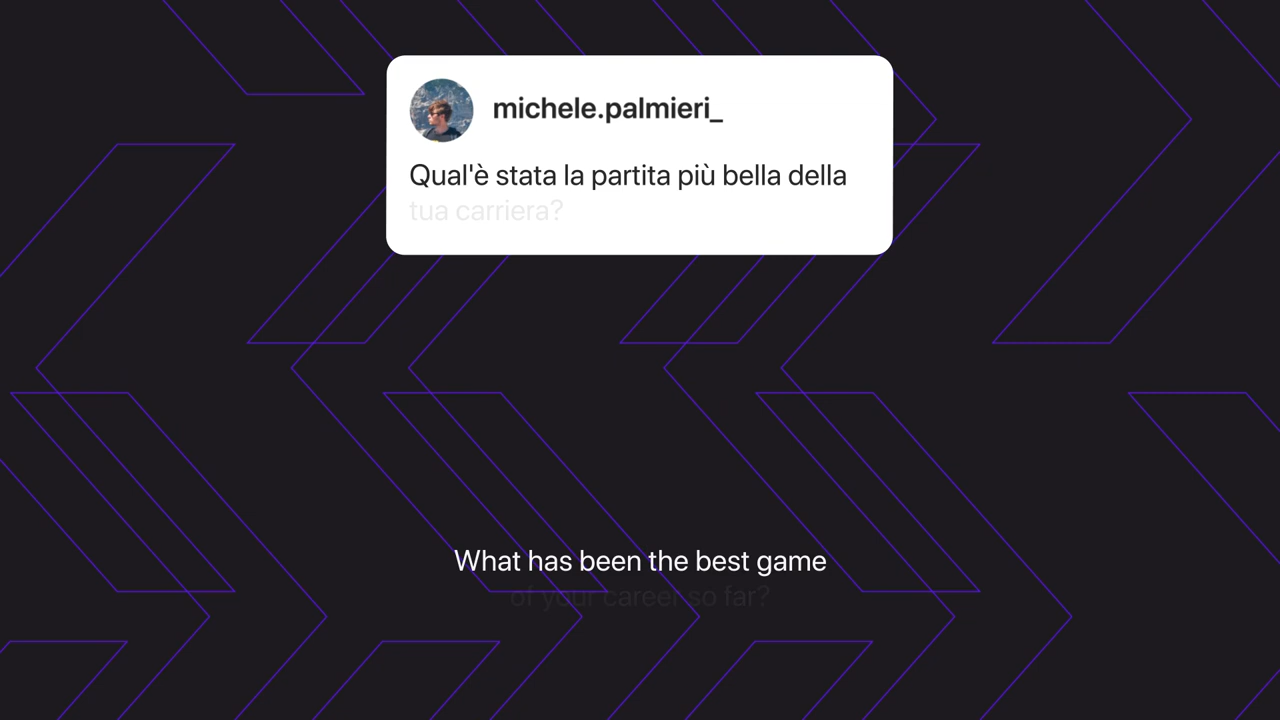 michele.palmieri_
Qual'è stata la partita più bella della
tua carriera?
What has been the best game
of your career so far?